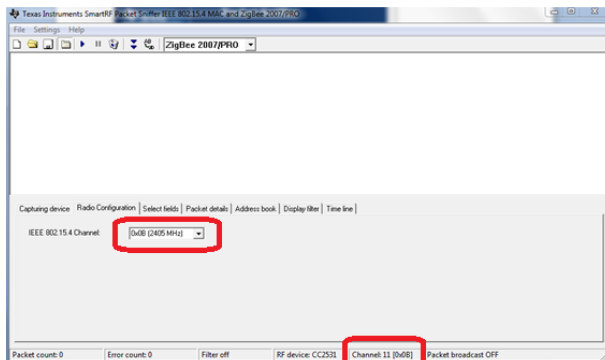 Texas Instruments SmartRF Packet Sniffer IEEE 802.15.4 MAC and ZigBee 2007/PRO
File Settings Help
ZigBee 2007/PRO
Capturing device Radio Configuration Select fields Packet details Address book Display filter Time line
IEEE 802.15.4 Channel: 0x0B (2405 MHz)
Packet count: 0 Error count: 0 Filter off RF device: CC2531 Channel: 11 [0x0B] Packet broadcast OFF